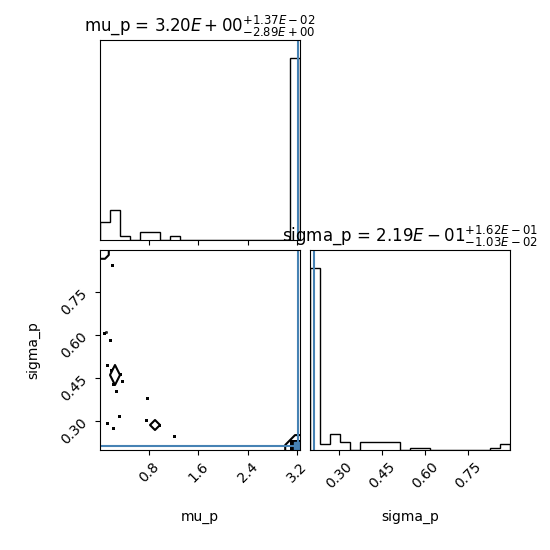 mu_p = 3.20E + 00^{+1.37E−02}_{−2.89E+00}
sigma_p = 2.19E − 01^{+1.62E−01}_{−1.03E−02}
sigma_p
0.75
0.60
0.45
0.30
0.8 1.6 2.4 3.2
0.30 0.45 0.60 0.75
mu_p
sigma_p